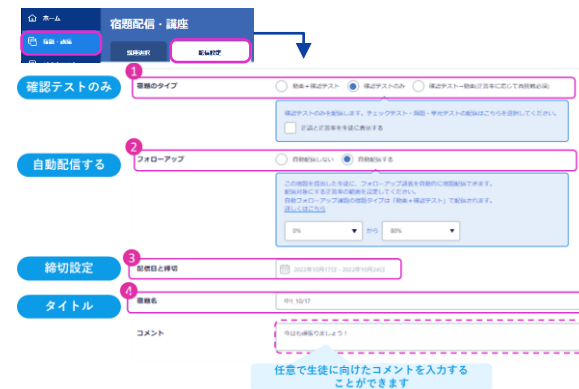 ホーム
宿題・講座
宿題配信・講座
講座選択
配信設定
確認テストのみ
1
宿題のタイプ
動画+確認テスト
確認テストのみ
確認テスト→動画(正答率に応じて再挑戦必須)
確認テストのみを配信します。チェックテスト・宿題・単元テストの配信はこちらを選択してください。
正誤と正答率を生徒に表示する
自動配信する
2
フォローアップ
自動配信しない
自動配信する
この宿題を提出した生徒に、フォローアップ講座を自動的に宿題配信できます。
配信対象にする正答率の範囲を設定してください。
自動フォローアップ講座の宿題タイプは「動画+確認テスト」で配信されます。
詳しくはこちら
0%
から
80%
締切設定
3
配信日と締切
2022年10月17日 - 2022年10月24日
タイトル
4
宿題名
中1_10/17
コメント
今日も頑張りましょう!
任意で生徒に向けたコメントを入力する
ことができます